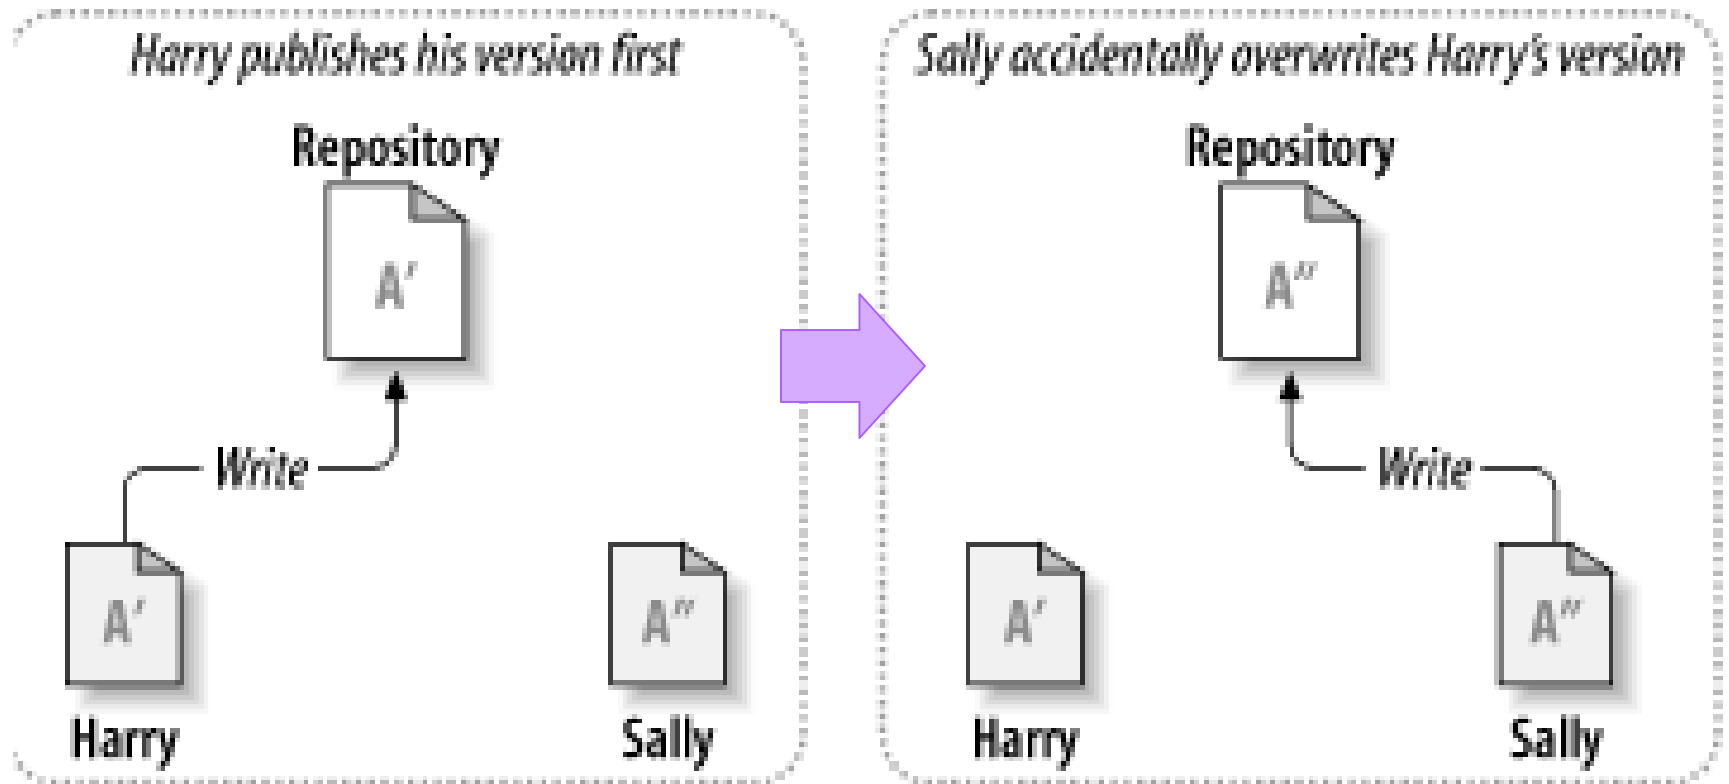 Harry publishes his version first
Repository
A′
Write
A′
A″
Harry
Sally
Sally accidentally overwrites Harry's version
Repository
A″
Write
A′
A″
Harry
Sally